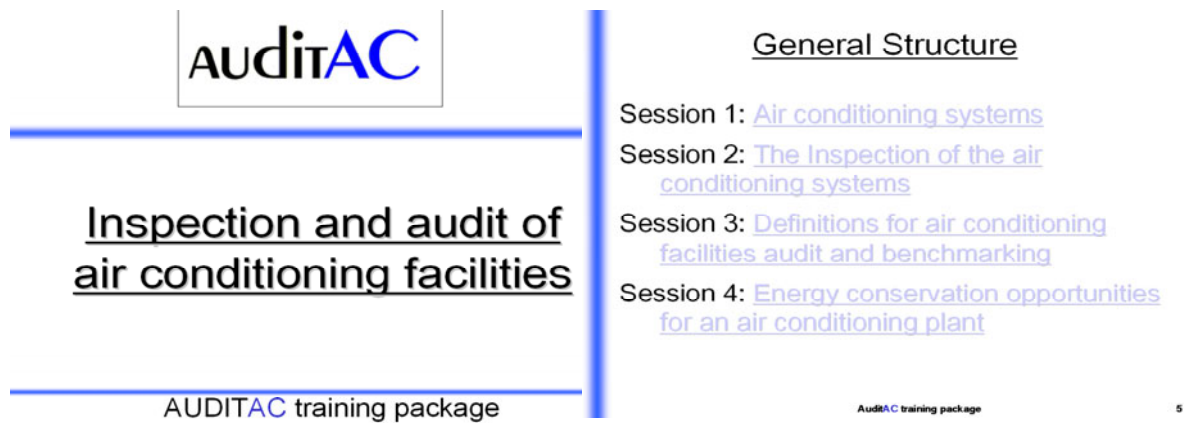 AUDITAC
Inspection and audit of
air conditioning facilities
AUDITAC training package
General Structure
Session 1: Air conditioning systems
Session 2: The Inspection of the air
conditioning systems
Session 3: Definitions for air conditioning
facilities audit and benchmarking
Session 4: Energy conservation opportunities
for an air conditioning plant
AuditAC training package
5